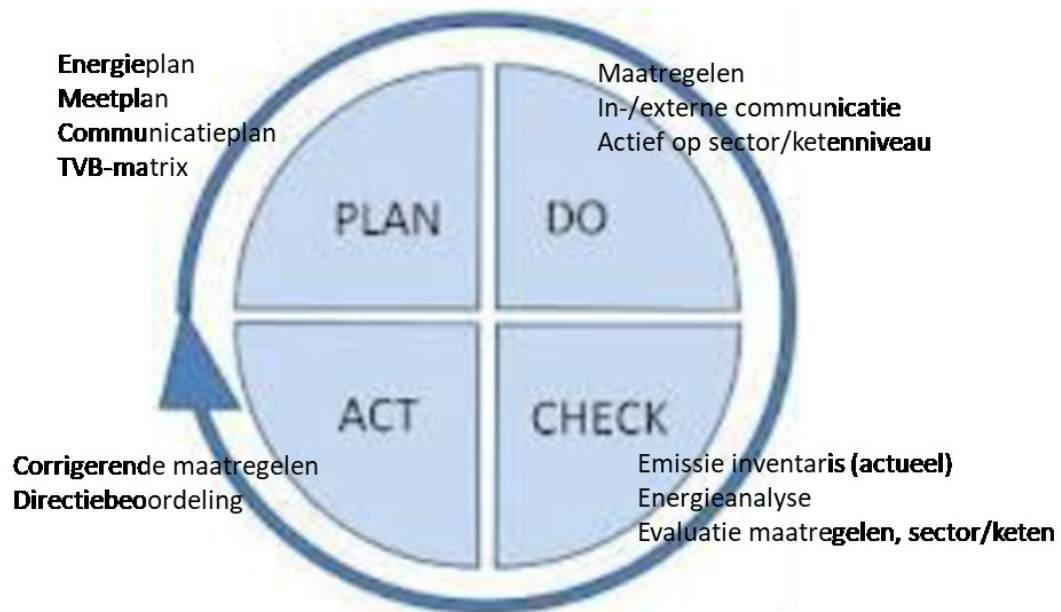 Energieplan
Meetplan
Communicatieplan
TVB-matrix
Maatregelen
In-/externe communicatie
Actief op sector/ketenniveau
PLAN
DO
ACT
CHECK
Corrigerende maatregelen
Directiebeoordeling
Emissie inventaris (actueel)
Energieanalyse
Evaluatie maatregelen, sector/keten